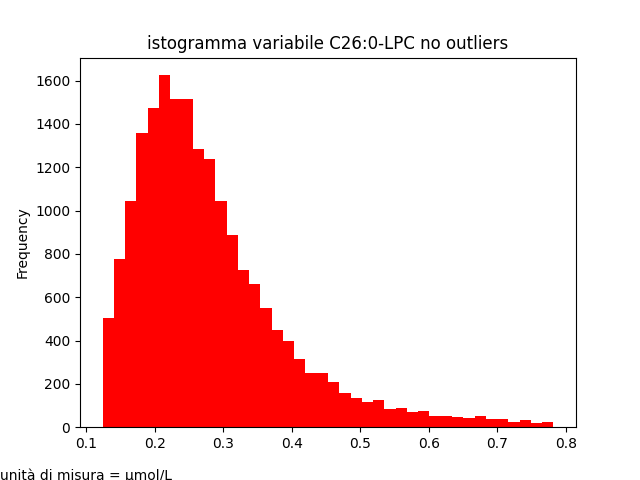 istogramma variabile C26:0-LPC no outliers
1600
1400
1200
1000
800
600
400
200
0
Frequency
0.1 0.2 0.3 0.4 0.5 0.6 0.7 0.8
unità di misura = μmol/L